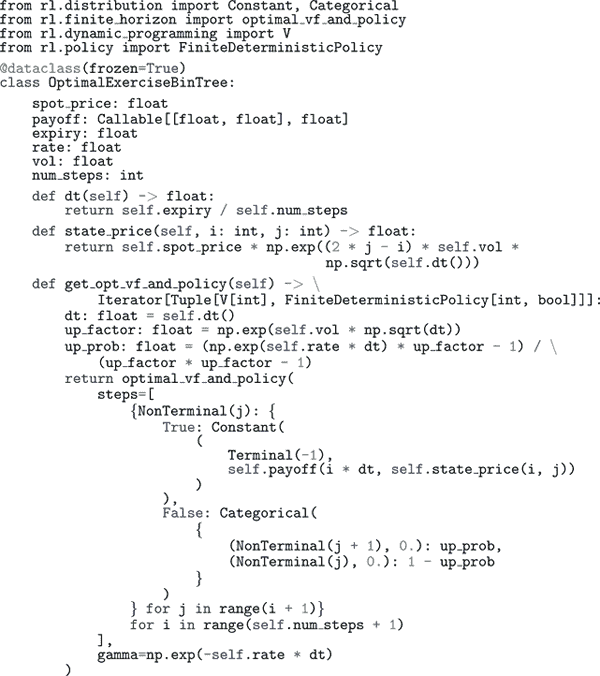 from rl.distribution import Constant, Categorical
from rl.finite_horizon import optimal_vf_and_policy
from rl.dynamic_programming import V
from rl.policy import FiniteDeterministicPolicy
@dataclass(frozen=True)
class OptimalExerciseBinTree:
    spot_price: float
    payoff: Callable[[float, float], float]
    expiry: float
    rate: float
    vol: float
    num_steps: int
    def dt(self) -> float:
        return self.expiry / self.num_steps
    def state_price(self, i: int, j: int) -> float:
        return self.spot_price * np.exp((2 * j - i) * self.vol *
                                        np.sqrt(self.dt()))
    def get_opt_vf_and_policy(self) -> \
            Iterator[Tuple[V[int], FiniteDeterministicPolicy[int, bool]]]:
        dt: float = self.dt()
        up_factor: float = np.exp(self.vol * np.sqrt(dt))
        up_prob: float = (np.exp(self.rate * dt) * up_factor - 1) / \
            (up_factor * up_factor - 1)
        return optimal_vf_and_policy(
            steps=[
                {NonTerminal(j): {
                    True: Constant(
                        (
                            Terminal(-1),
                            self.payoff(i * dt, self.state_price(i, j))
                        )
                    ),
                    False: Categorical(
                        {
                            (NonTerminal(j + 1), 0.): up_prob,
                            (NonTerminal(j), 0.): 1 - up_prob
                        }
                    )
                } for j in range(i + 1)}
                for i in range(self.num_steps + 1)
            ],
            gamma=np.exp(-self.rate * dt)
        )